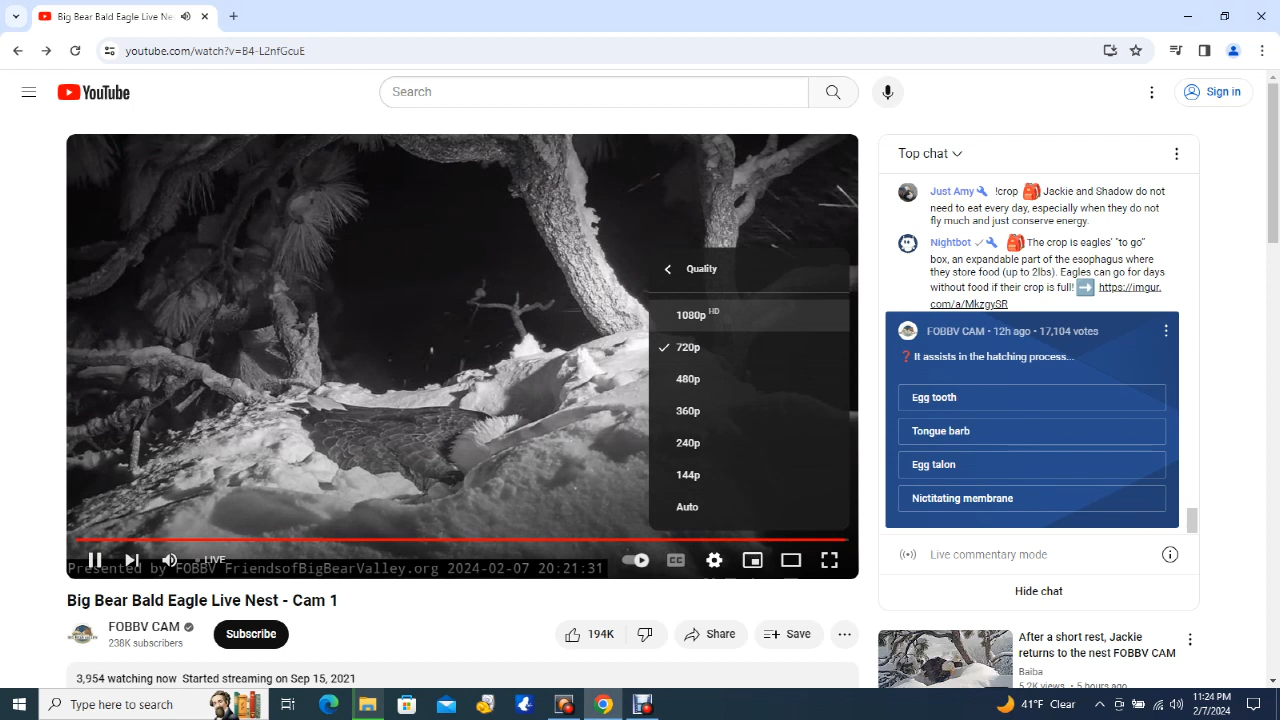 Big Bear Bald Eagle Live Ne
youtube.com/watch?v=B4-L2nfGcuE
YouTube
Search
Sign in
Quality
1080p HD
720p
480p
360p
240p
144p
Auto
LIVE
CC
Presented by FOBBV FriendsofBigBearValley.org 2024-02-07 20:21:31
Top chat
Just Amy !crop Jackie and Shadow do not
need to eat every day, especially when they do not
fly much and just conserve energy.
Nightbot The crop is eagles' "to go"
box, an expandable part of the esophagus where
they store food (up to 2lbs). Eagles can go for days
without food if their crop is full! https://imgur.
com/a/MkzgySR
FOBBV CAM • 12h ago • 17,104 votes
❓It assists in the hatching process...
Egg tooth
Tongue barb
Egg talon
Nictitating membrane
Live commentary mode
Hide chat
Big Bear Bald Eagle Live Nest - Cam 1
FOBBV CAM
238K subscribers
Subscribe
194K
Share
Save
3,954 watching now Started streaming on Sep 15, 2021
After a short rest, Jackie
returns to the nest FOBBV CAM
Baiba
5.2K views • 5 hours ago
Type here to search
41°F Clear
11:24 PM
2/7/2024